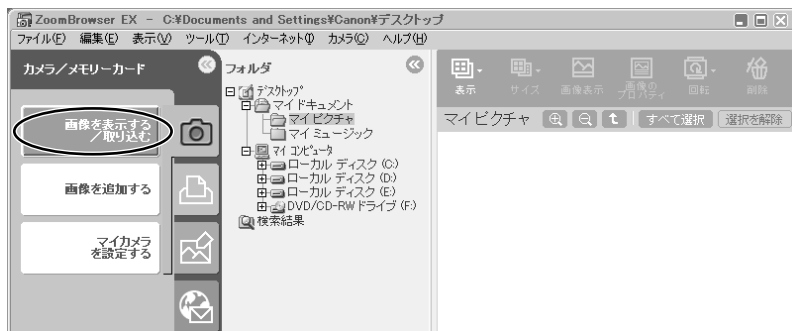 ZoomBrowser EX - C:¥Documents and Settings¥Canon¥デスクトップ
ファイル(F) 編集(E) 表示(V) ツール(T) インターネット(I) カメラ(C) ヘルプ(H)
カメラ／メモリーカード
画像を表示する
／取り込む
画像を追加する
マイカメラ
を設定する
フォルダ
デスクトップ
マイ ドキュメント
マイ ピクチャ
マイ ミュージック
マイ コンピュータ
ローカル ディスク (C:)
ローカル ディスク (D:)
ローカル ディスク (E:)
DVD/CD-RW ドライブ (F:)
検索結果
表示 サイズ 画像表示 画像の
プロパティ 回転 削除
マイ ピクチャ すべて選択 選択を解除